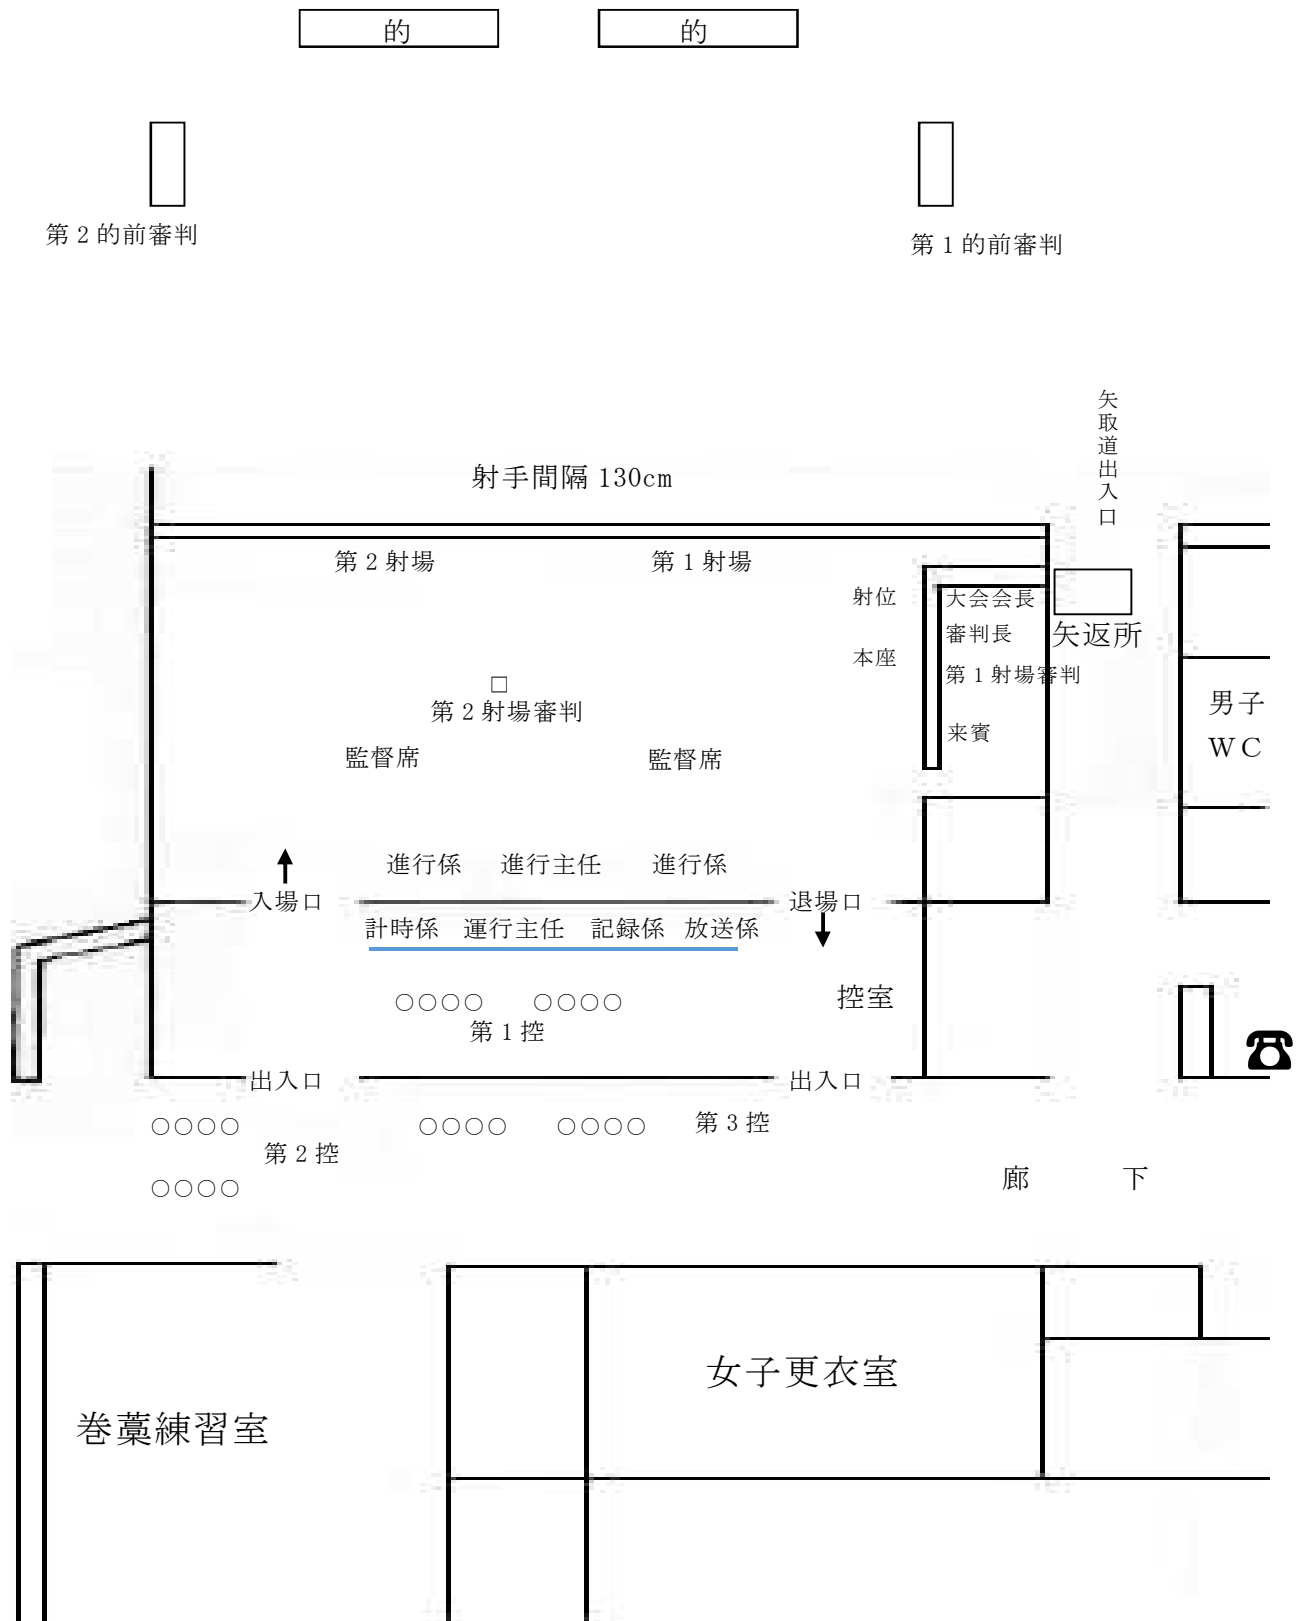 的
的
第２的前審判
第１的前審判
矢取道出入口
射手間隔 130cm
第２射場
第１射場
射位
大会会長
審判長
矢返所
本座
第１射場審判
□
第２射場審判
男子
ＷＣ
来賓
監督席
監督席
進行係
進行主任
進行係
入場口
退場口
計時係
運行主任
記録係
放送係
○○○○
○○○○
控室
第１控
出入口
出入口
○○○○
○○○○
○○○○
第３控
第２控
○○○○
廊
下
女子更衣室
巻藁練習室